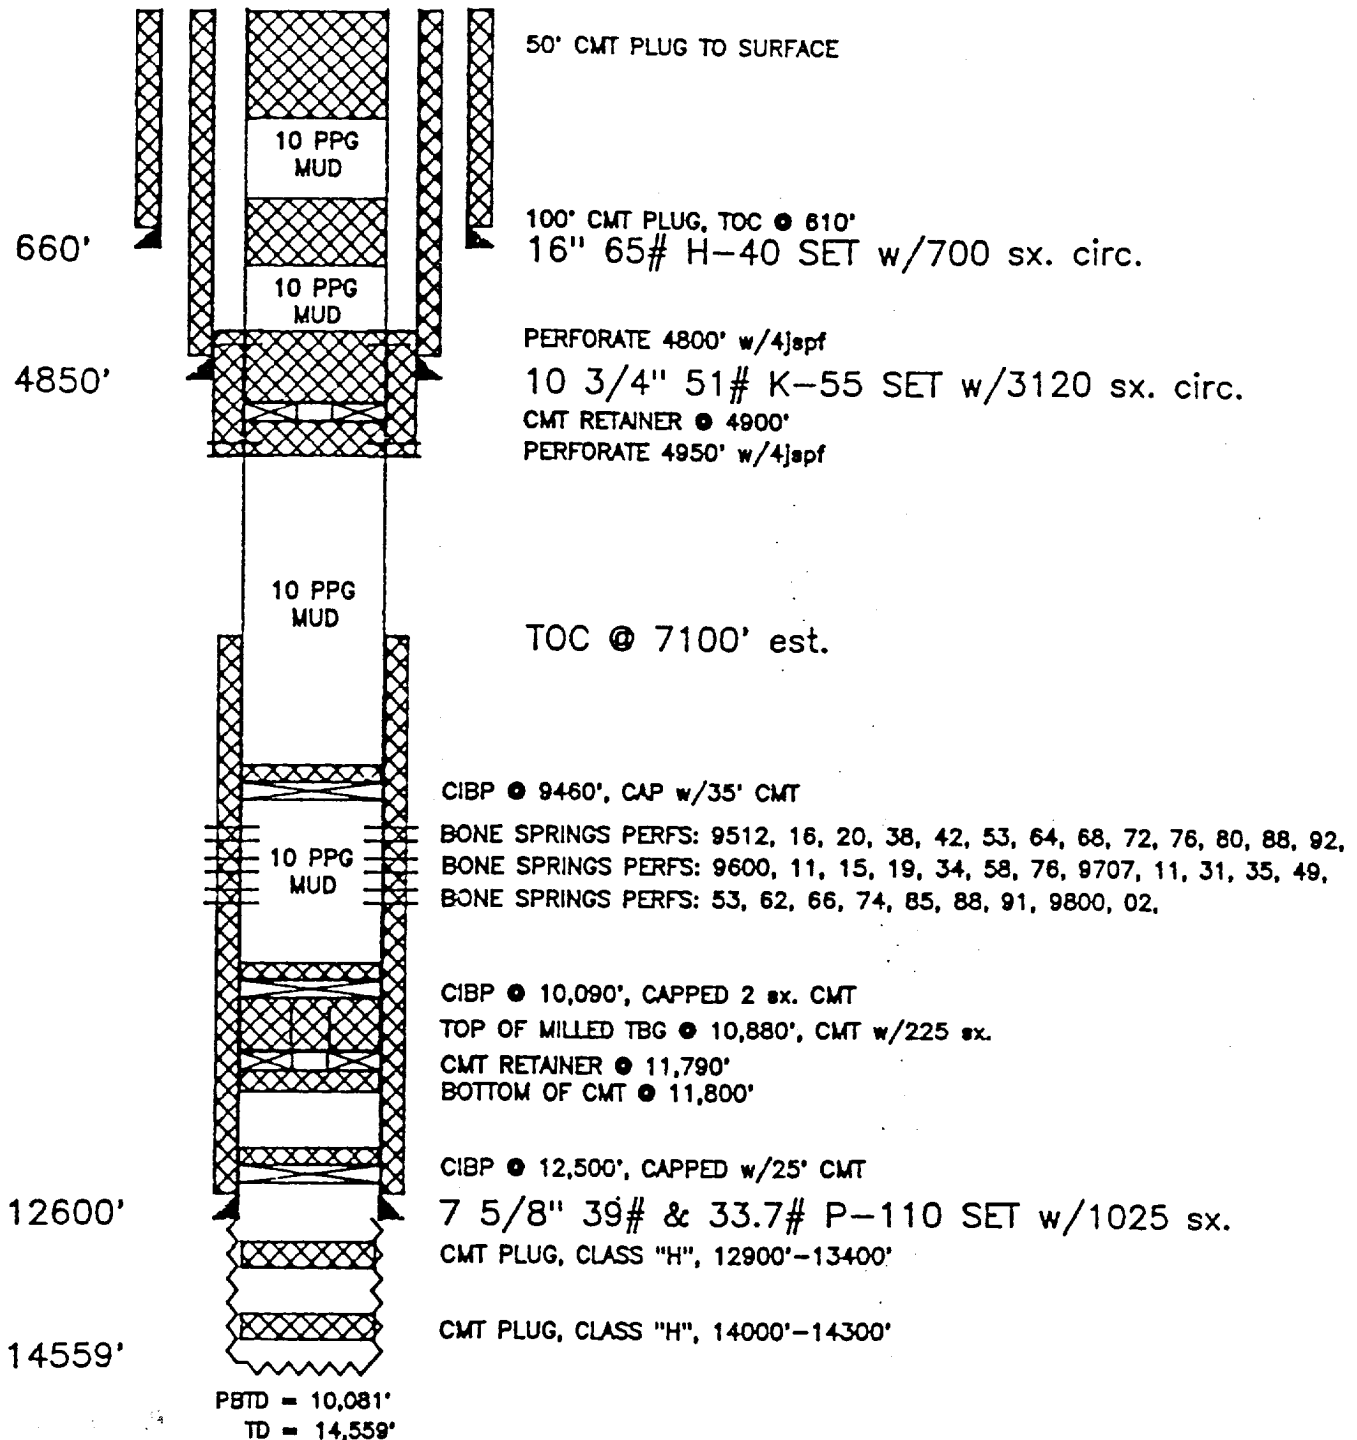 50' CMT PLUG TO SURFACE
10 PPG
MUD
100' CMT PLUG, TOC @ 610'
660'
16" 65# H-40 SET w/700 sx. circ.
10 PPG
MUD
PERFORATE 4800' w/4jspf
4850'
10 3/4" 51# K-55 SET w/3120 sx. circ.
CMT RETAINER @ 4900'
PERFORATE 4950' w/4jspf
10 PPG
MUD
TOC @ 7100' est.
CIBP @ 9460', CAP w/35' CMT
BONE SPRINGS PERFS: 9512, 16, 20, 38, 42, 53, 64, 68, 72, 76, 80, 88, 92,
10 PPG
MUD
BONE SPRINGS PERFS: 9600, 11, 15, 19, 34, 58, 76, 9707, 11, 31, 35, 49,
BONE SPRINGS PERFS: 53, 62, 66, 74, 85, 88, 91, 9800, 02,
CIBP @ 10,090', CAPPED 2 sx. CMT
TOP OF MILLED TBG @ 10,880', CMT w/225 sx.
CMT RETAINER @ 11,790'
BOTTOM OF CMT @ 11,800'
CIBP @ 12,500', CAPPED w/25' CMT
12600'
7 5/8" 39# & 33.7# P-110 SET w/1025 sx.
CMT PLUG, CLASS "H", 12900'-13400'
CMT PLUG, CLASS "H", 14000'-14300'
14559'
PBTD = 10,081'
TD = 14,559'